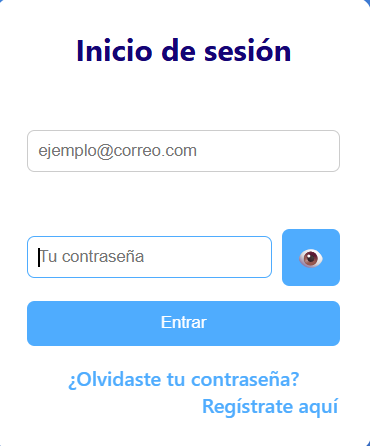 Inicio de sesión
ejemplo@correo.com
Tu contraseña
Entrar
¿Olvidaste tu contraseña?
Regístrate aquí